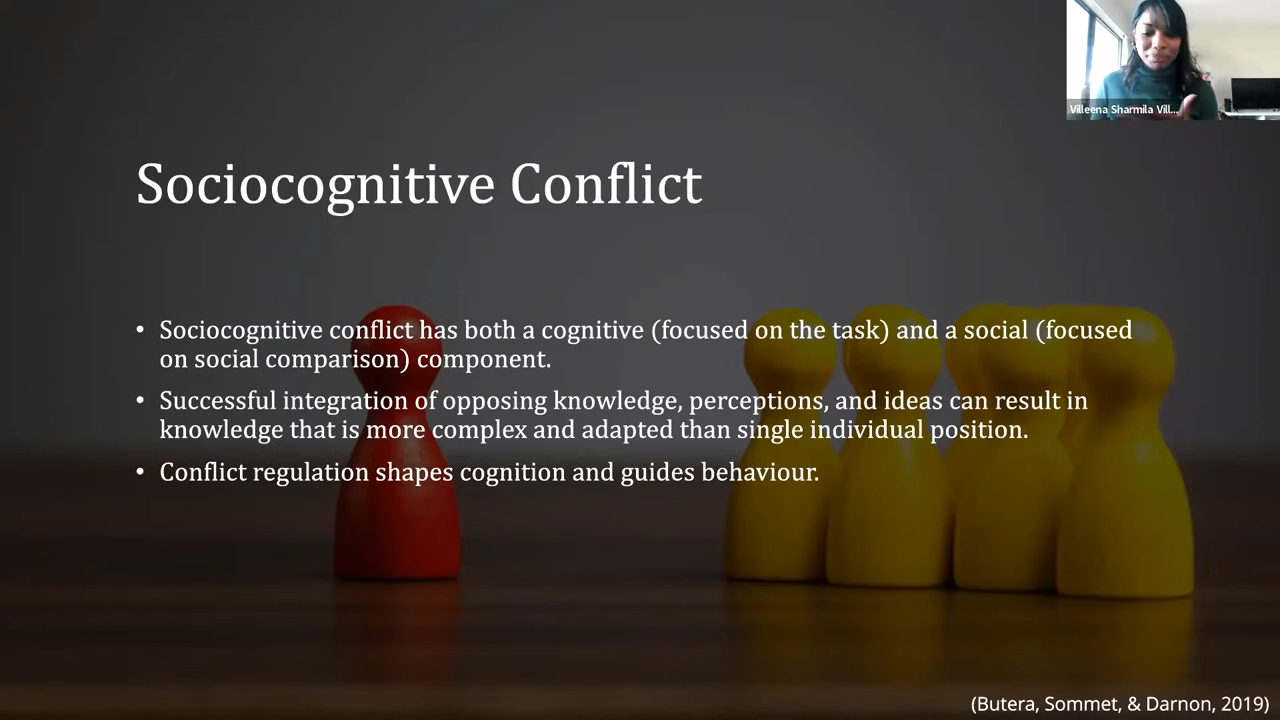 Villeena Sharmila Vill...
Sociocognitive Conflict
• Sociocognitive conflict has both a cognitive (focused on the task) and a social (focused
on social comparison) component.
• Successful integration of opposing knowledge, perceptions, and ideas can result in
knowledge that is more complex and adapted than single individual position.
• Conflict regulation shapes cognition and guides behaviour.
(Butera, Sommet, & Darnon, 2019)